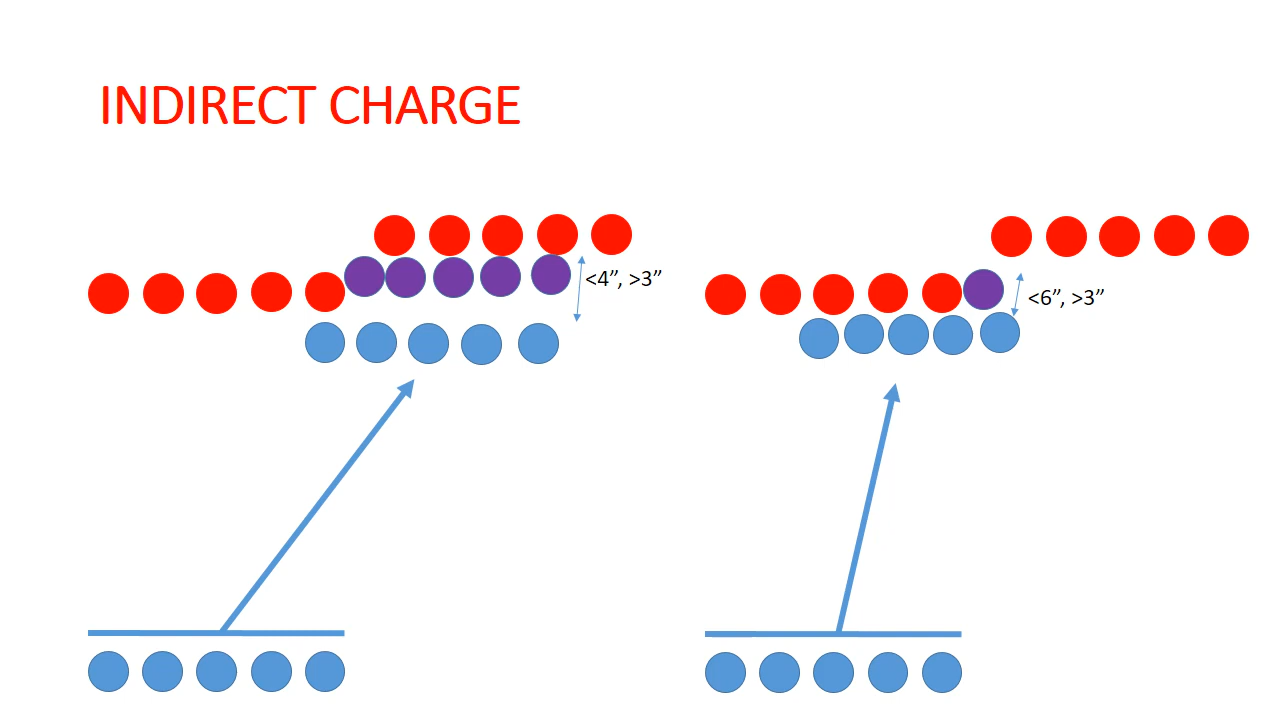 INDIRECT CHARGE
<4”, >3”
<6”, >3”